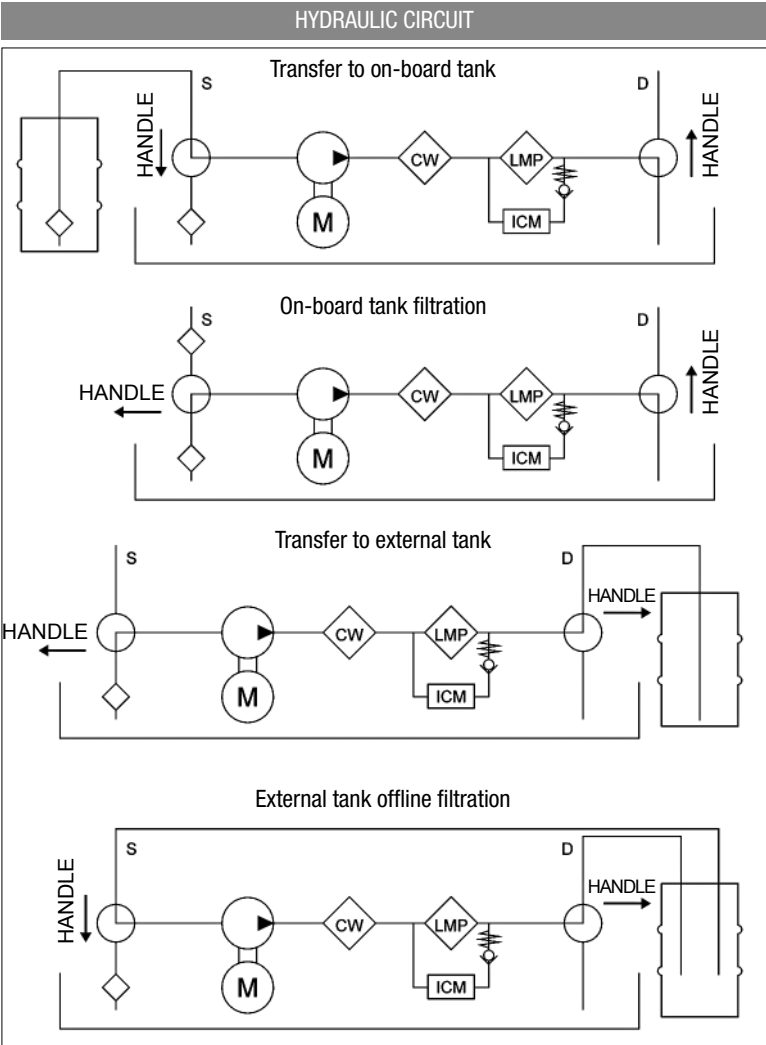 HYDRAULIC CIRCUIT
Transfer to on-board tank
S
D
HANDLE
HANDLE
CW
LMP
M
ICM
On-board tank filtration
S
D
HANDLE
HANDLE
CW
LMP
M
ICM
Transfer to external tank
S
D
HANDLE
HANDLE
CW
LMP
M
ICM
External tank offline filtration
S
D
HANDLE
HANDLE
CW
LMP
M
ICM